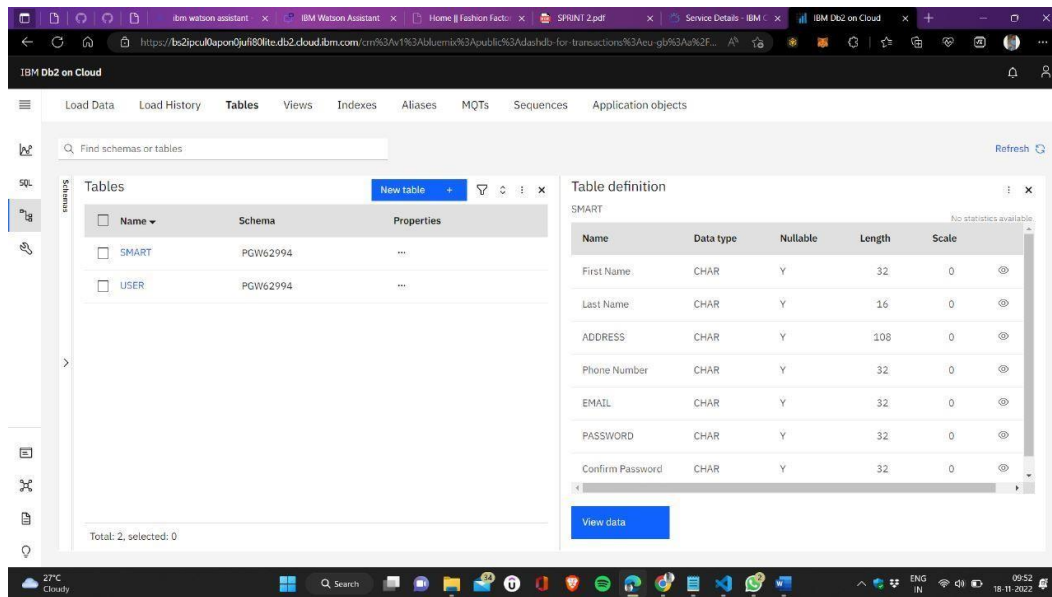 ibm watson assistant
IBM Watson Assistant
Home || Fashion Factor
SPRINT 2.pdf
Service Details - IBM C
IBM Db2 on Cloud
https://bs2ipcul0apon0jufi80lite.db2.cloud.ibm.com/crn%3Av1%3Abluemix%3Apublic%3Adashdb-for-transactions%3Aeu-gb%3Aa%2F...
IBM Db2 on Cloud
Load Data Load History Tables Views Indexes Aliases MQTs Sequences Application objects
Find schemas or tables
Refresh
SQL
Schemas
Tables
New table +
Name Schema Properties
SMART PGW62994 ...
USER PGW62994 ...
Total: 2, selected: 0
Table definition
SMART
No statistics available.
Name Data type Nullable Length Scale
First Name CHAR Y 32 0
Last Name CHAR Y 16 0
ADDRESS CHAR Y 108 0
Phone Number CHAR Y 32 0
EMAIL CHAR Y 32 0
PASSWORD CHAR Y 32 0
Confirm Password CHAR Y 32 0
View data
27°C
Cloudy
Search
34
ENG
IN
09:52
18-11-2022